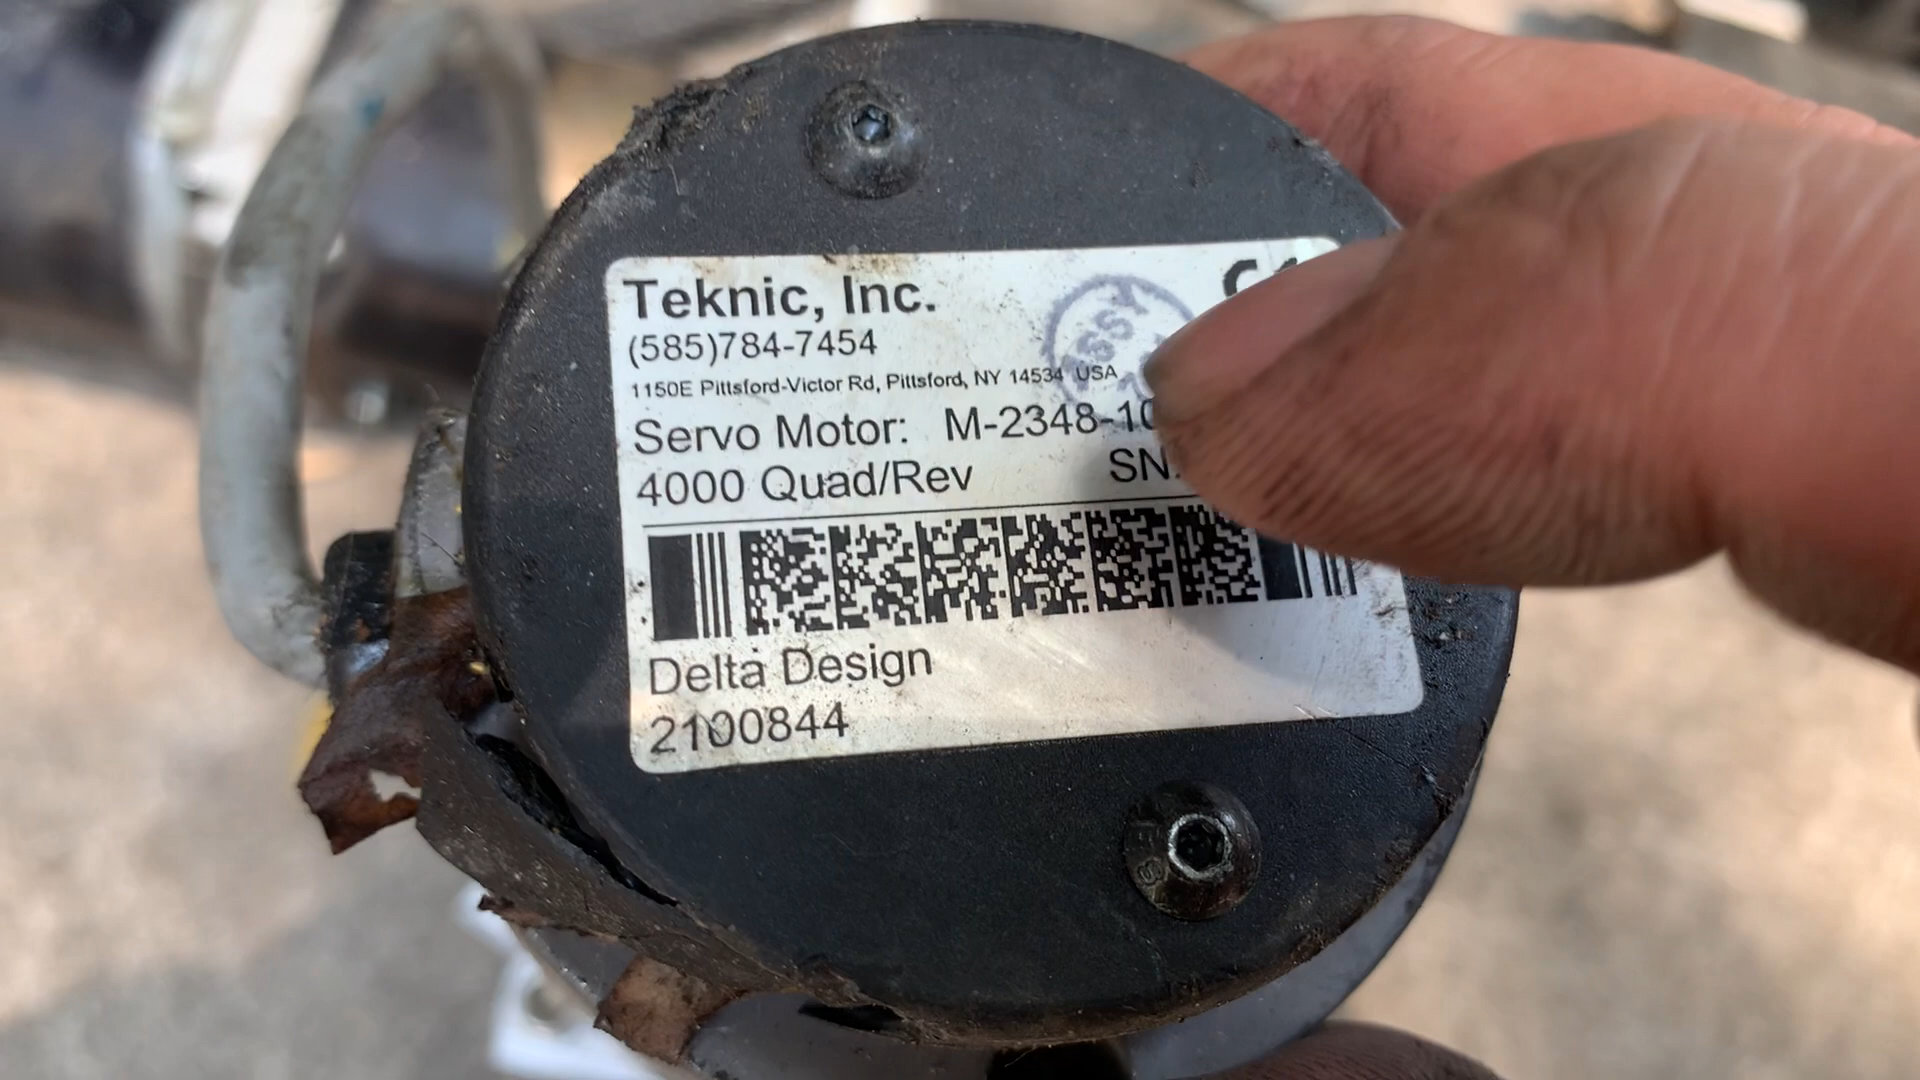 Teknic, Inc.
(585)784-7454
1150E Pittsford-Victor Rd, Pittsford, NY 14534 USA
ASSY
Servo Motor: M-2348-10
4000 Quad/Rev SN:
Delta Design
2100844